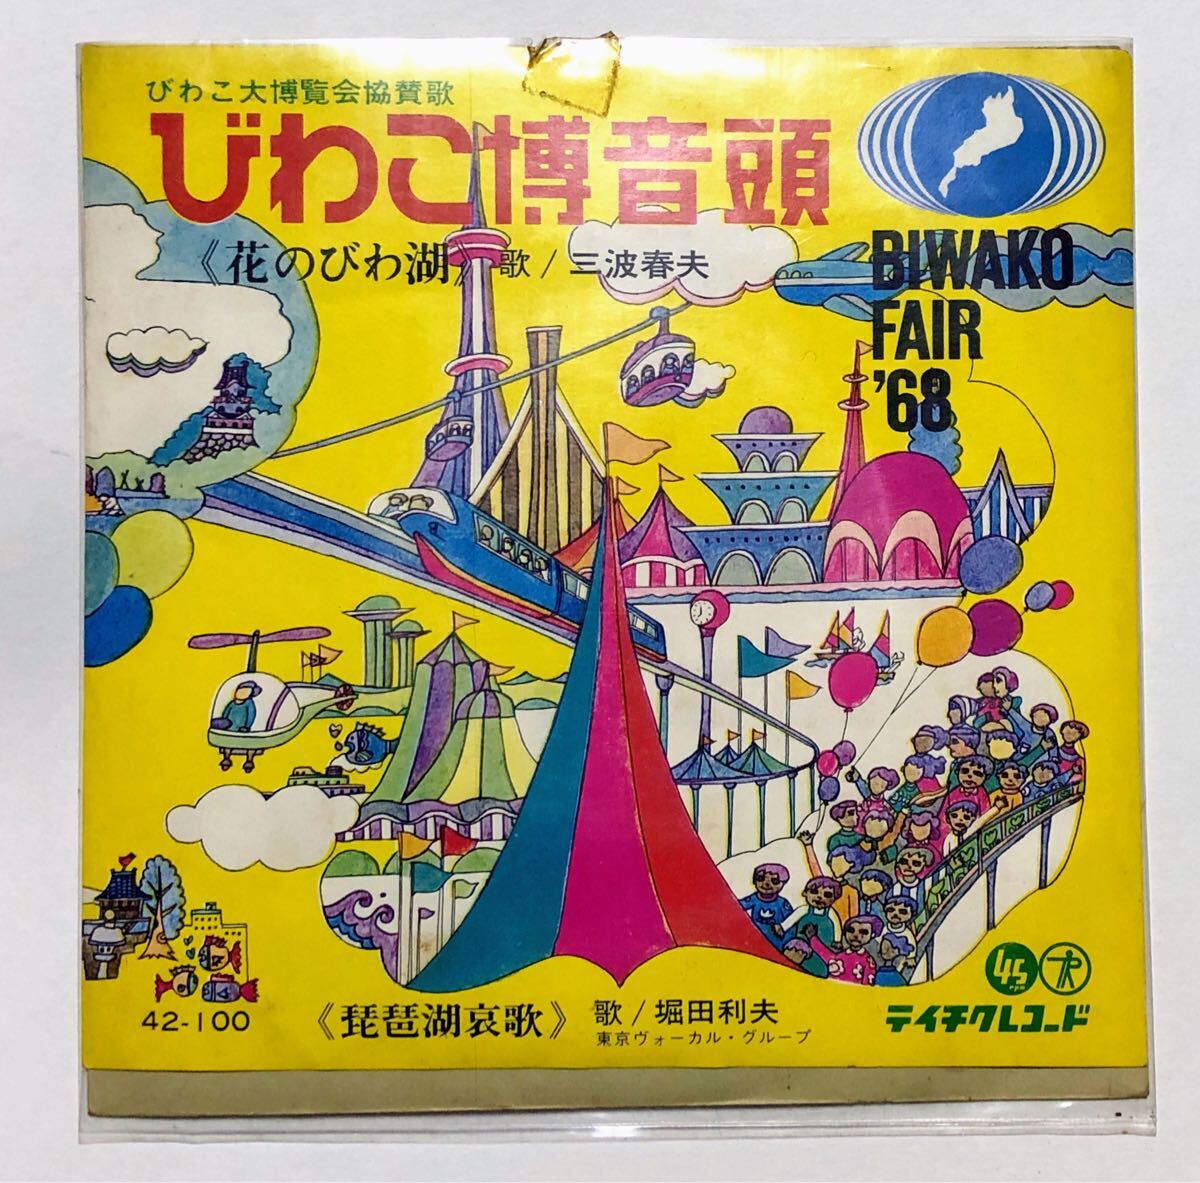 びわこ大博覧会協賛歌
びわこ博音頭
《花のびわ湖》 歌/三波春夫
BIWAKO
FAIR
'68
42-100
《琵琶湖哀歌》 歌/堀田利夫
東京ヴォーカル・グループ
45
rpm
テイチクレコード